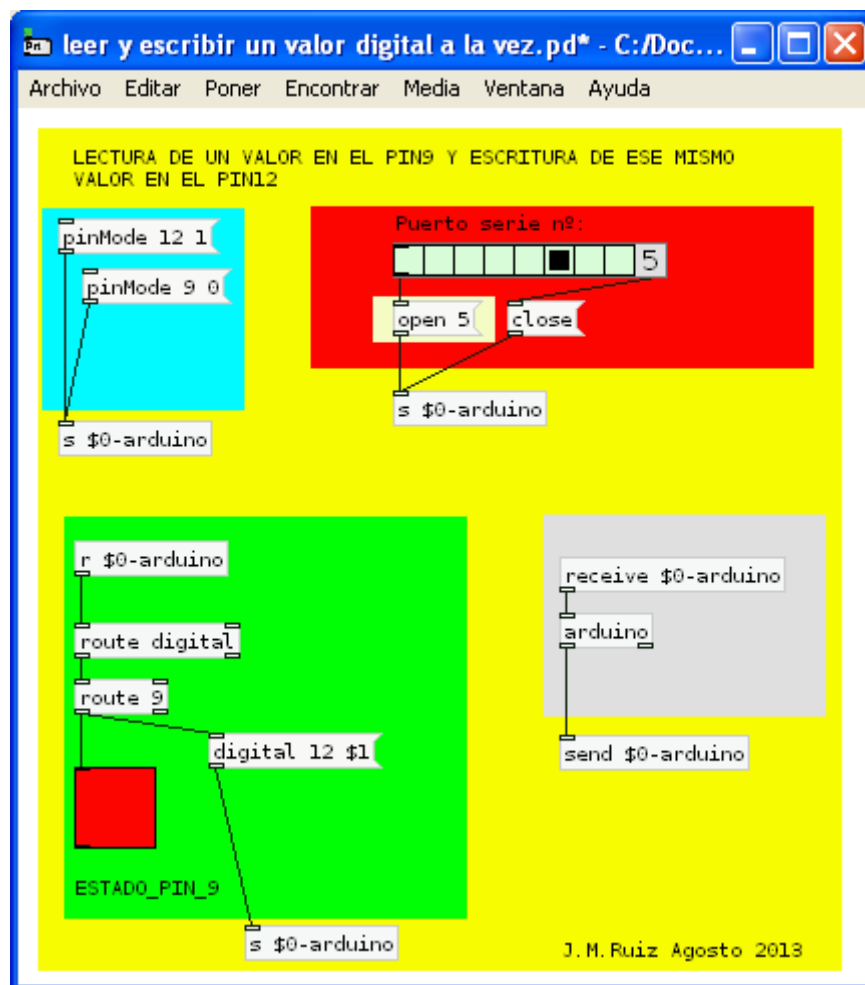 leer y escribir un valor digital a la vez.pd* - C:/Doc...
Archivo Editar Poner Encontrar Media Ventana Ayuda
LECTURA DE UN VALOR EN EL PIN9 Y ESCRITURA DE ESE MISMO
VALOR EN EL PIN12
pinMode 12 1
pinMode 9 0
s $0-arduino
Puerto serie nº:
5
open 5
close
s $0-arduino
r $0-arduino
route digital
route 9
digital 12 $1
ESTADO_PIN_9
s $0-arduino
receive $0-arduino
arduino
send $0-arduino
J.M.Ruiz Agosto 2013